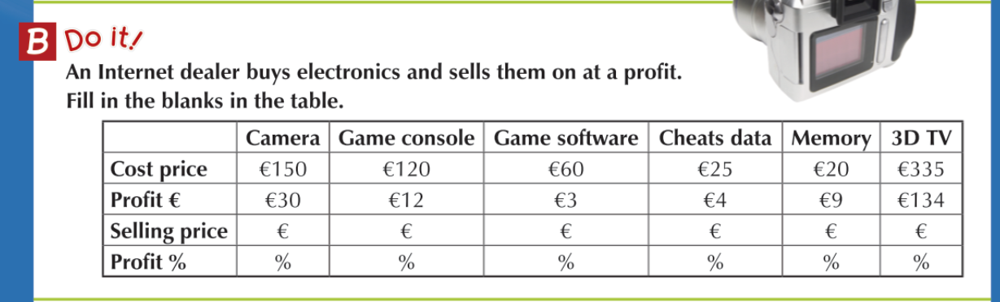 B Do it!
An Internet dealer buys electronics and sells them on at a profit.
Fill in the blanks in the table.
Camera Game console Game software Cheats data Memory 3D TV
Cost price €150 €120 €60 €25 €20 €335
Profit € €30 €12 €3 €4 €9 €134
Selling price € € € € € €
Profit % % % % % % %